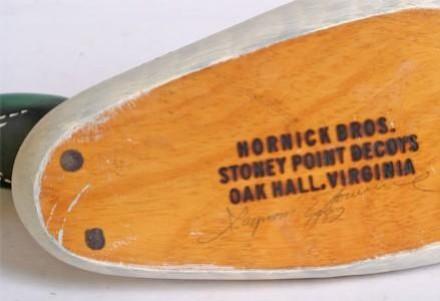 HORNICK BROS.
STONEY POINT DECOYS
OAK HALL, VIRGINIA